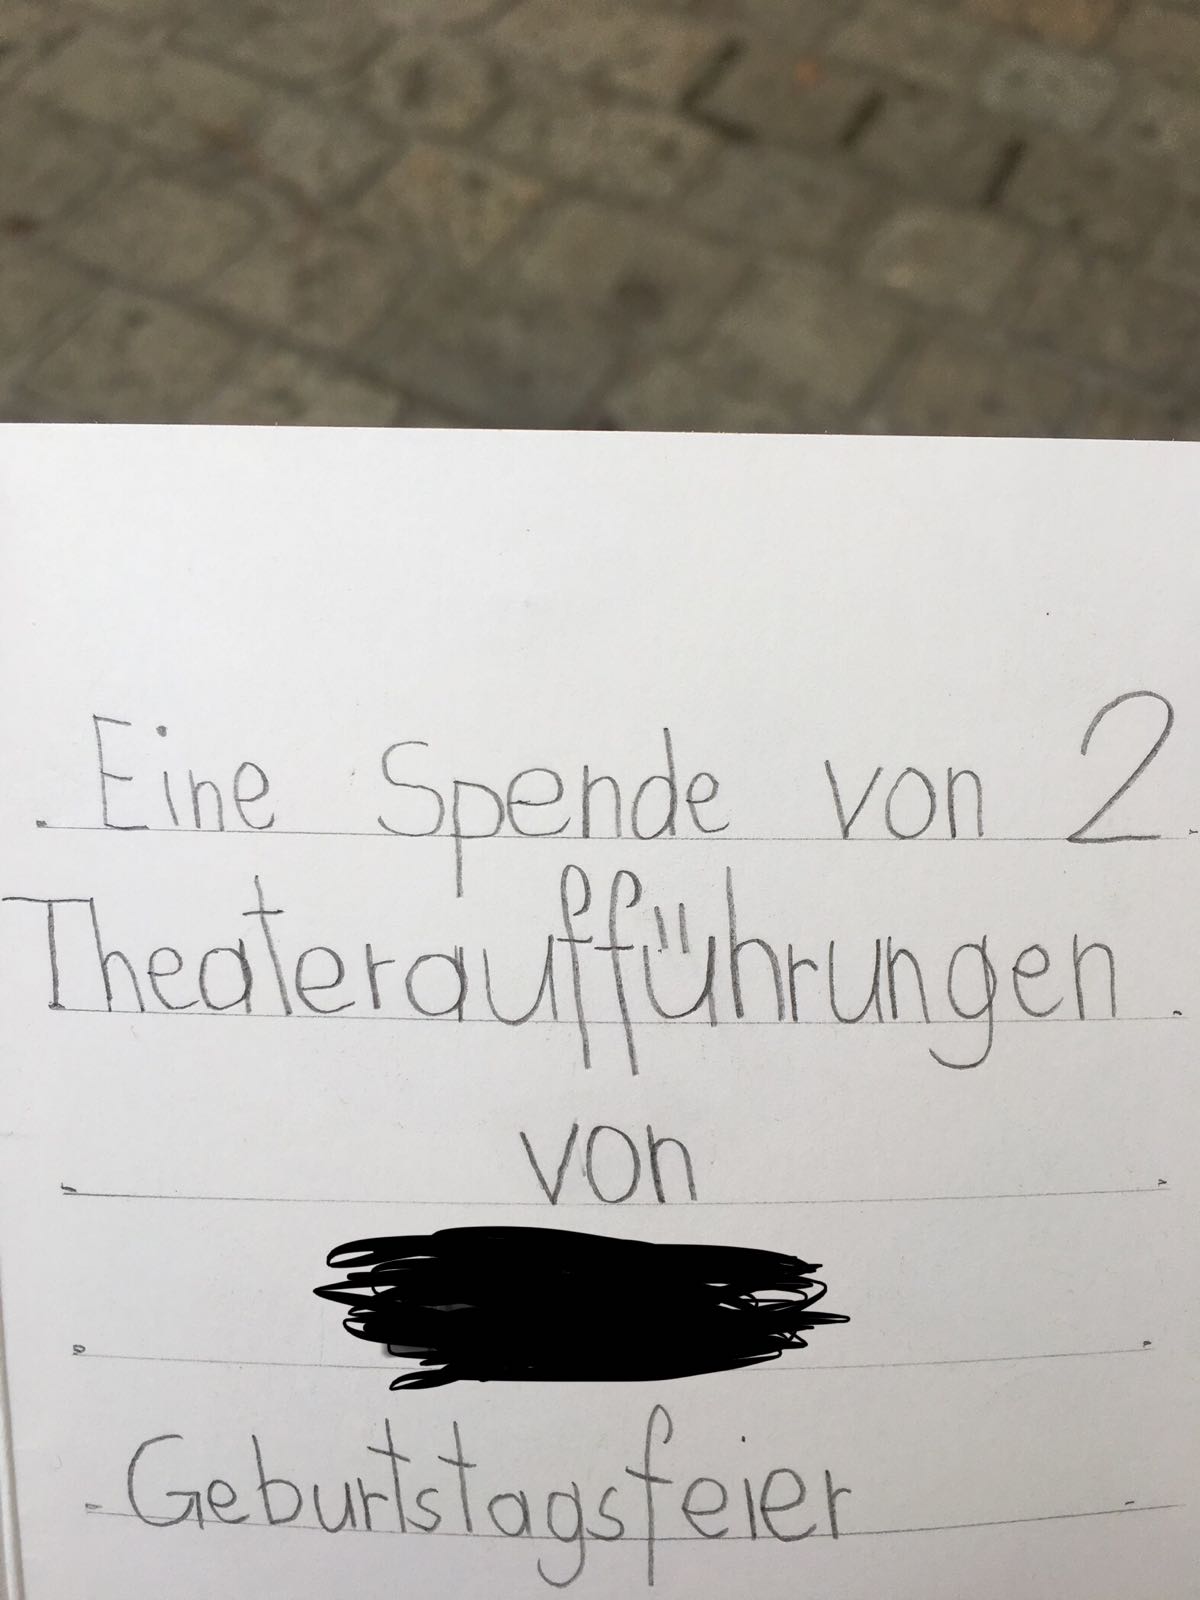 Eine Spende von 2
Theateraufführungen
von
Geburtstagsfeier